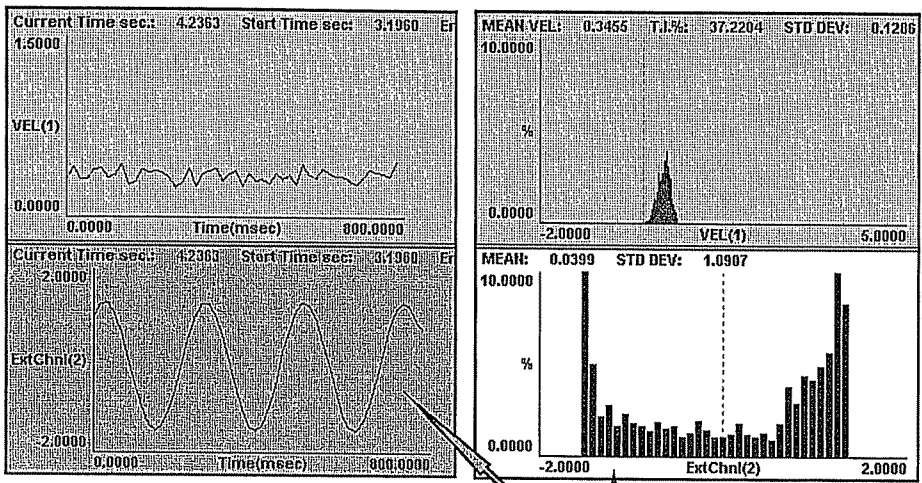 Current Time sec.: 4.2363 Start Time sec: 3.1960 Er
1.5000
VEL(1)
0.0000
0.0000 Time(msec) 800.0000
MEAN VEL: 0.3455 T.I.%: 37.2204 STD DEV: 0.1286
10.0000
%
0.0000
-2.0000 VEL(1) 5.0000
Current Time sec.: 4.2363 Start Time sec: 3.1960 Er
2.0000
ExtChnl(2)
-2.0000
0.0000 Time(msec) 800.0000
MEAN: 0.0399 STD DEV: 1.0907
10.0000
%
0.0000
-2.0000 ExtChnl(2) 2.0000